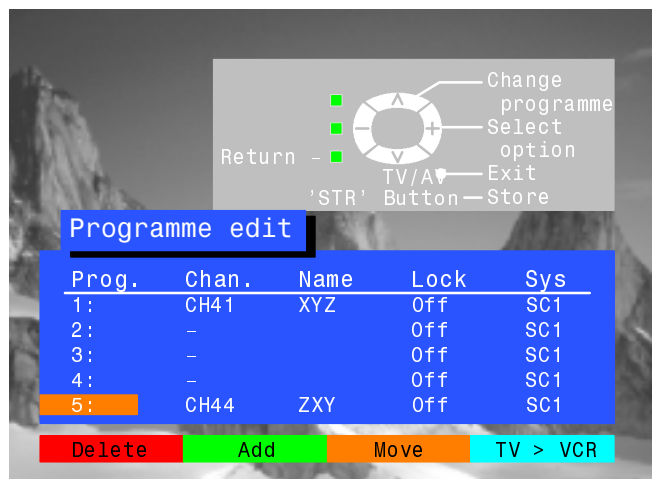 Change
programme
Select
option
Return –
TV/AV
Exit
'STR' Button
Store
Programme edit
Prog. Chan. Name Lock Sys
1: CH41 XYZ Off SC1
2: – Off SC1
3: – Off SC1
4: – Off SC1
5: CH44 ZXY Off SC1
Delete Add Move TV > VCR